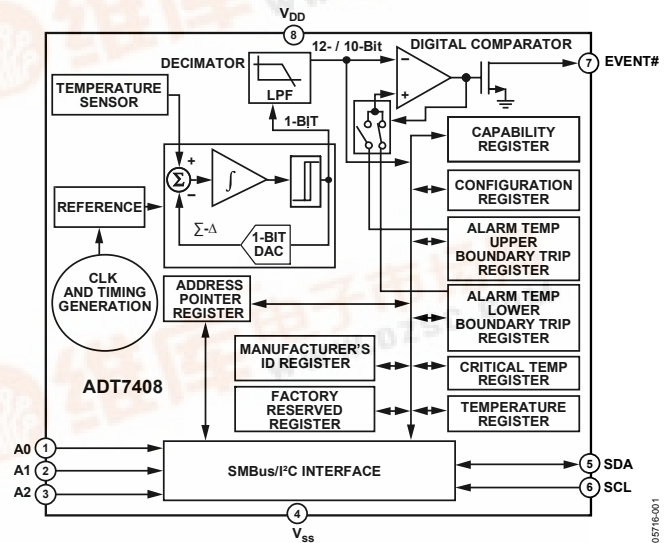 VDD
8
12- / 10-Bit
DIGITAL COMPARATOR
DECIMATOR
7
EVENT#
TEMPERATURE
SENSOR
LPF
1-BIT
CAPABILITY
REGISTER
Σ
∫
CONFIGURATION
REGISTER
REFERENCE
Σ-Δ
1-BIT
DAC
ALARM TEMP
UPPER
BOUNDARY TRIP
REGISTER
CLK
AND TIMING
GENERATION
ADDRESS
POINTER
REGISTER
ALARM TEMP
LOWER
BOUNDARY TRIP
REGISTER
MANUFACTURER'S
ID REGISTER
CRITICAL TEMP
REGISTER
ADT7408
FACTORY
RESERVED
REGISTER
TEMPERATURE
REGISTER
A0 1
A1 2
A2 3
SMBus/I²C INTERFACE
5 SDA
6 SCL
4
VSS
05716-001